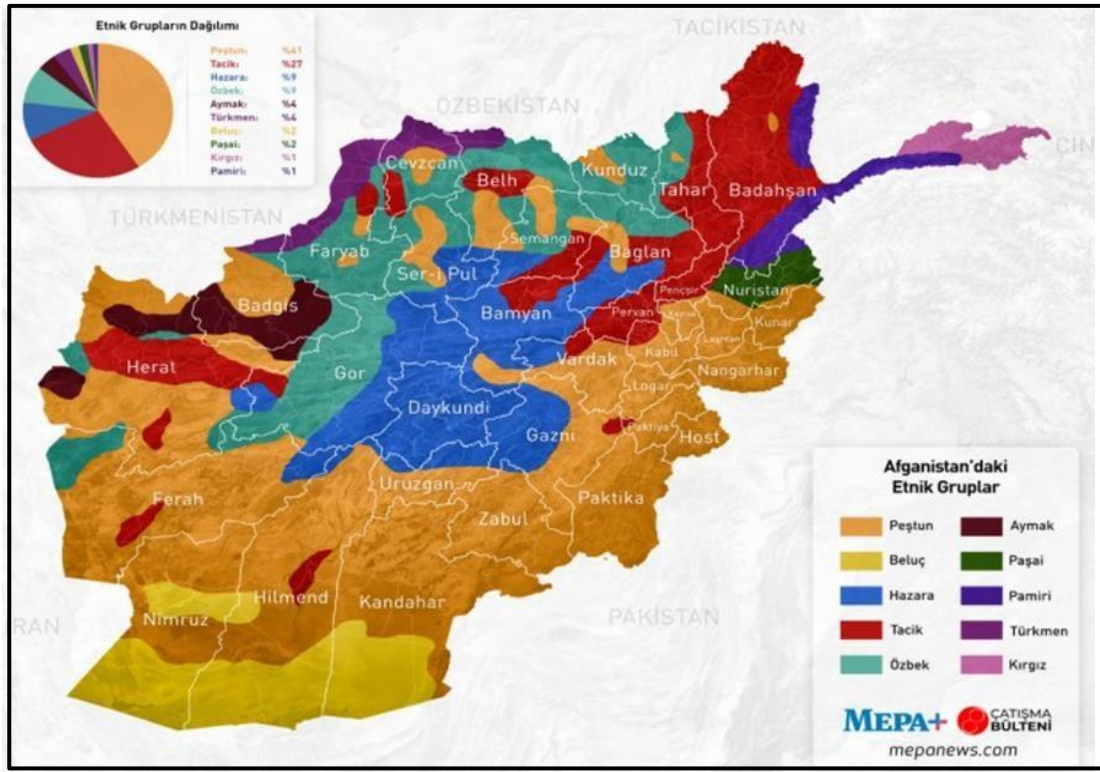 Etnik Grupların Dağılımı
Peştun: %41
Tacik: %27
Hazara: %9
Özbek: %9
Aymak: %4
Türkmen: %4
Beluç: %2
Paşai: %2
Kırgız: %1
Pamiri: %1
TACİKİSTAN
ÖZBEKİSTAN
ÇİN
TÜRKMENİSTAN
Cevzcan
Belh
Kunduz
Tahar
Badahşan
Faryab
Semangan
Baglan
Ser-i Pul
Badgis
Nuristan
Pençşir
Bamyan
Pervan
Kunar
Herat
Gor
Vardak
Kabil
Nangarhar
Logar
Daykundi
Gazni
Paktiya
Host
Uruzgan
Ferah
Zabul
Paktika
Hilmend
Kandahar
Nimruz
RAN
PAKİSTAN
Afganistan'daki
Etnik Gruplar
Peştun Aymak
Beluç Paşai
Hazara Pamiri
Tacik Türkmen
Özbek Kırgız
MEPA+ ÇATIŞMA
BÜLTENİ
mepanews.com